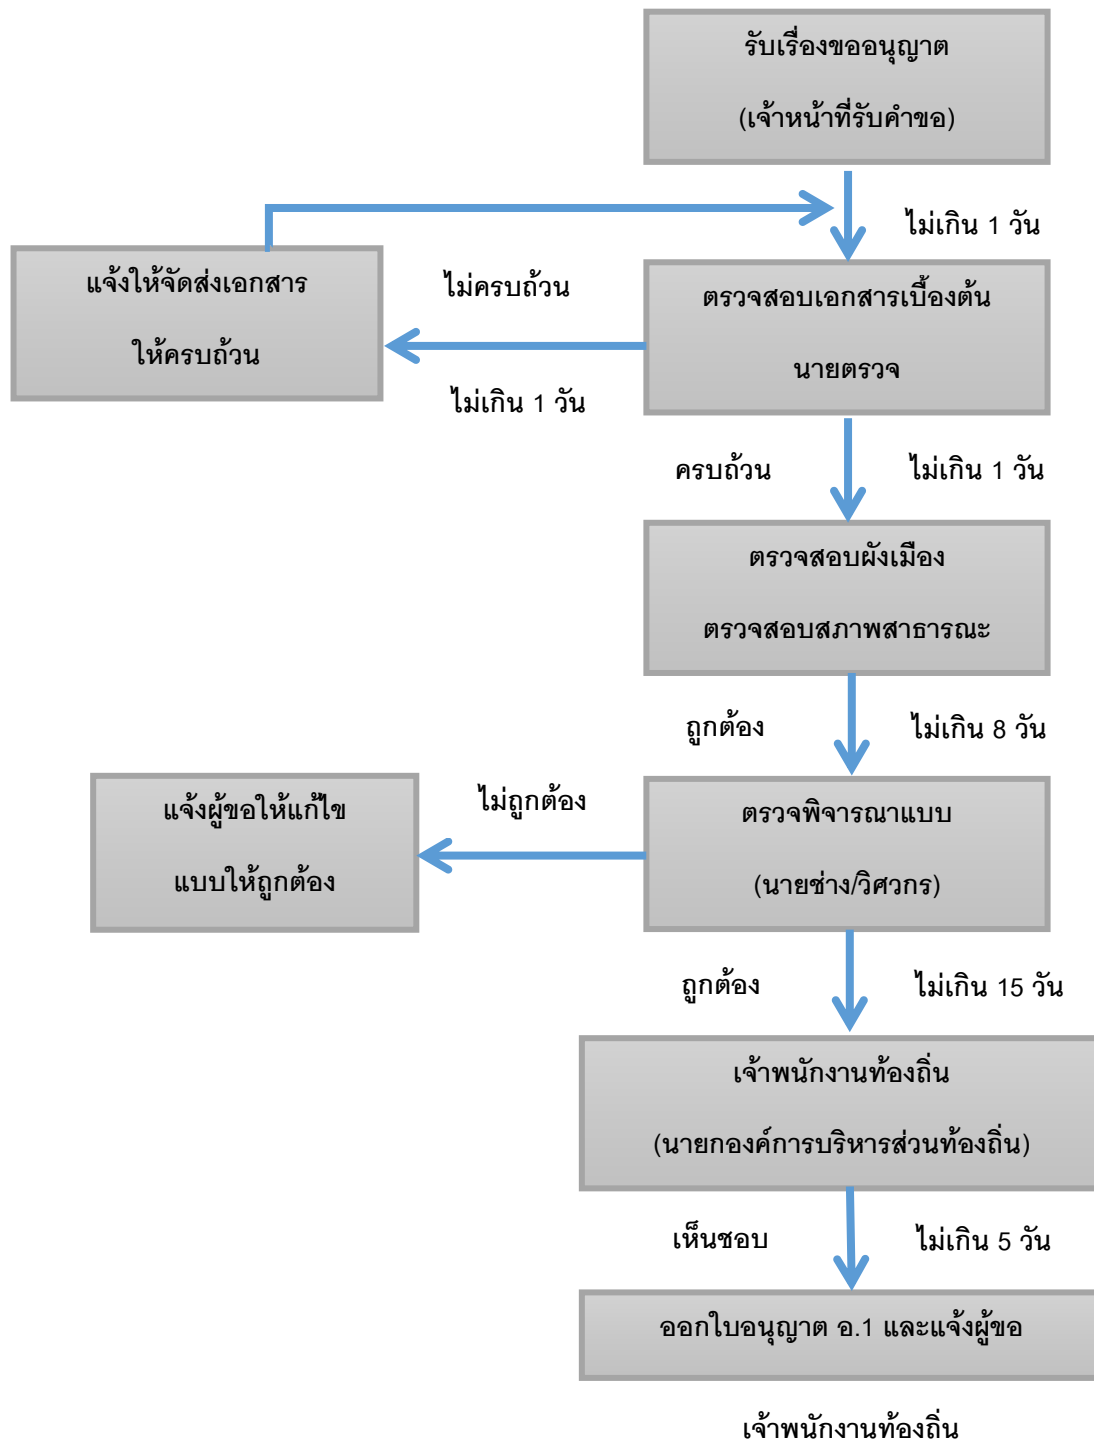 รับเรื่องขออนุญาต
(เจ้าหน้าที่รับคำขอ)
ไม่เกิน 1 วัน
แจ้งให้จัดส่งเอกสาร
ให้ครบถ้วน
ไม่ครบถ้วน
ไม่เกิน 1 วัน
ตรวจสอบเอกสารเบื้องต้น
นายตรวจ
ครบถ้วน
ไม่เกิน 1 วัน
ตรวจสอบผังเมือง
ตรวจสอบสภาพสาธารณะ
ถูกต้อง
ไม่เกิน 8 วัน
แจ้งผู้ขอให้แก้ไข
แบบให้ถูกต้อง
ไม่ถูกต้อง
ตรวจพิจารณาแบบ
(นายช่าง/วิศวกร)
ถูกต้อง
ไม่เกิน 15 วัน
เจ้าพนักงานท้องถิ่น
(นายกองค์การบริหารส่วนท้องถิ่น)
เห็นชอบ
ไม่เกิน 5 วัน
ออกใบอนุญาต อ.1 และแจ้งผู้ขอ
เจ้าพนักงานท้องถิ่น